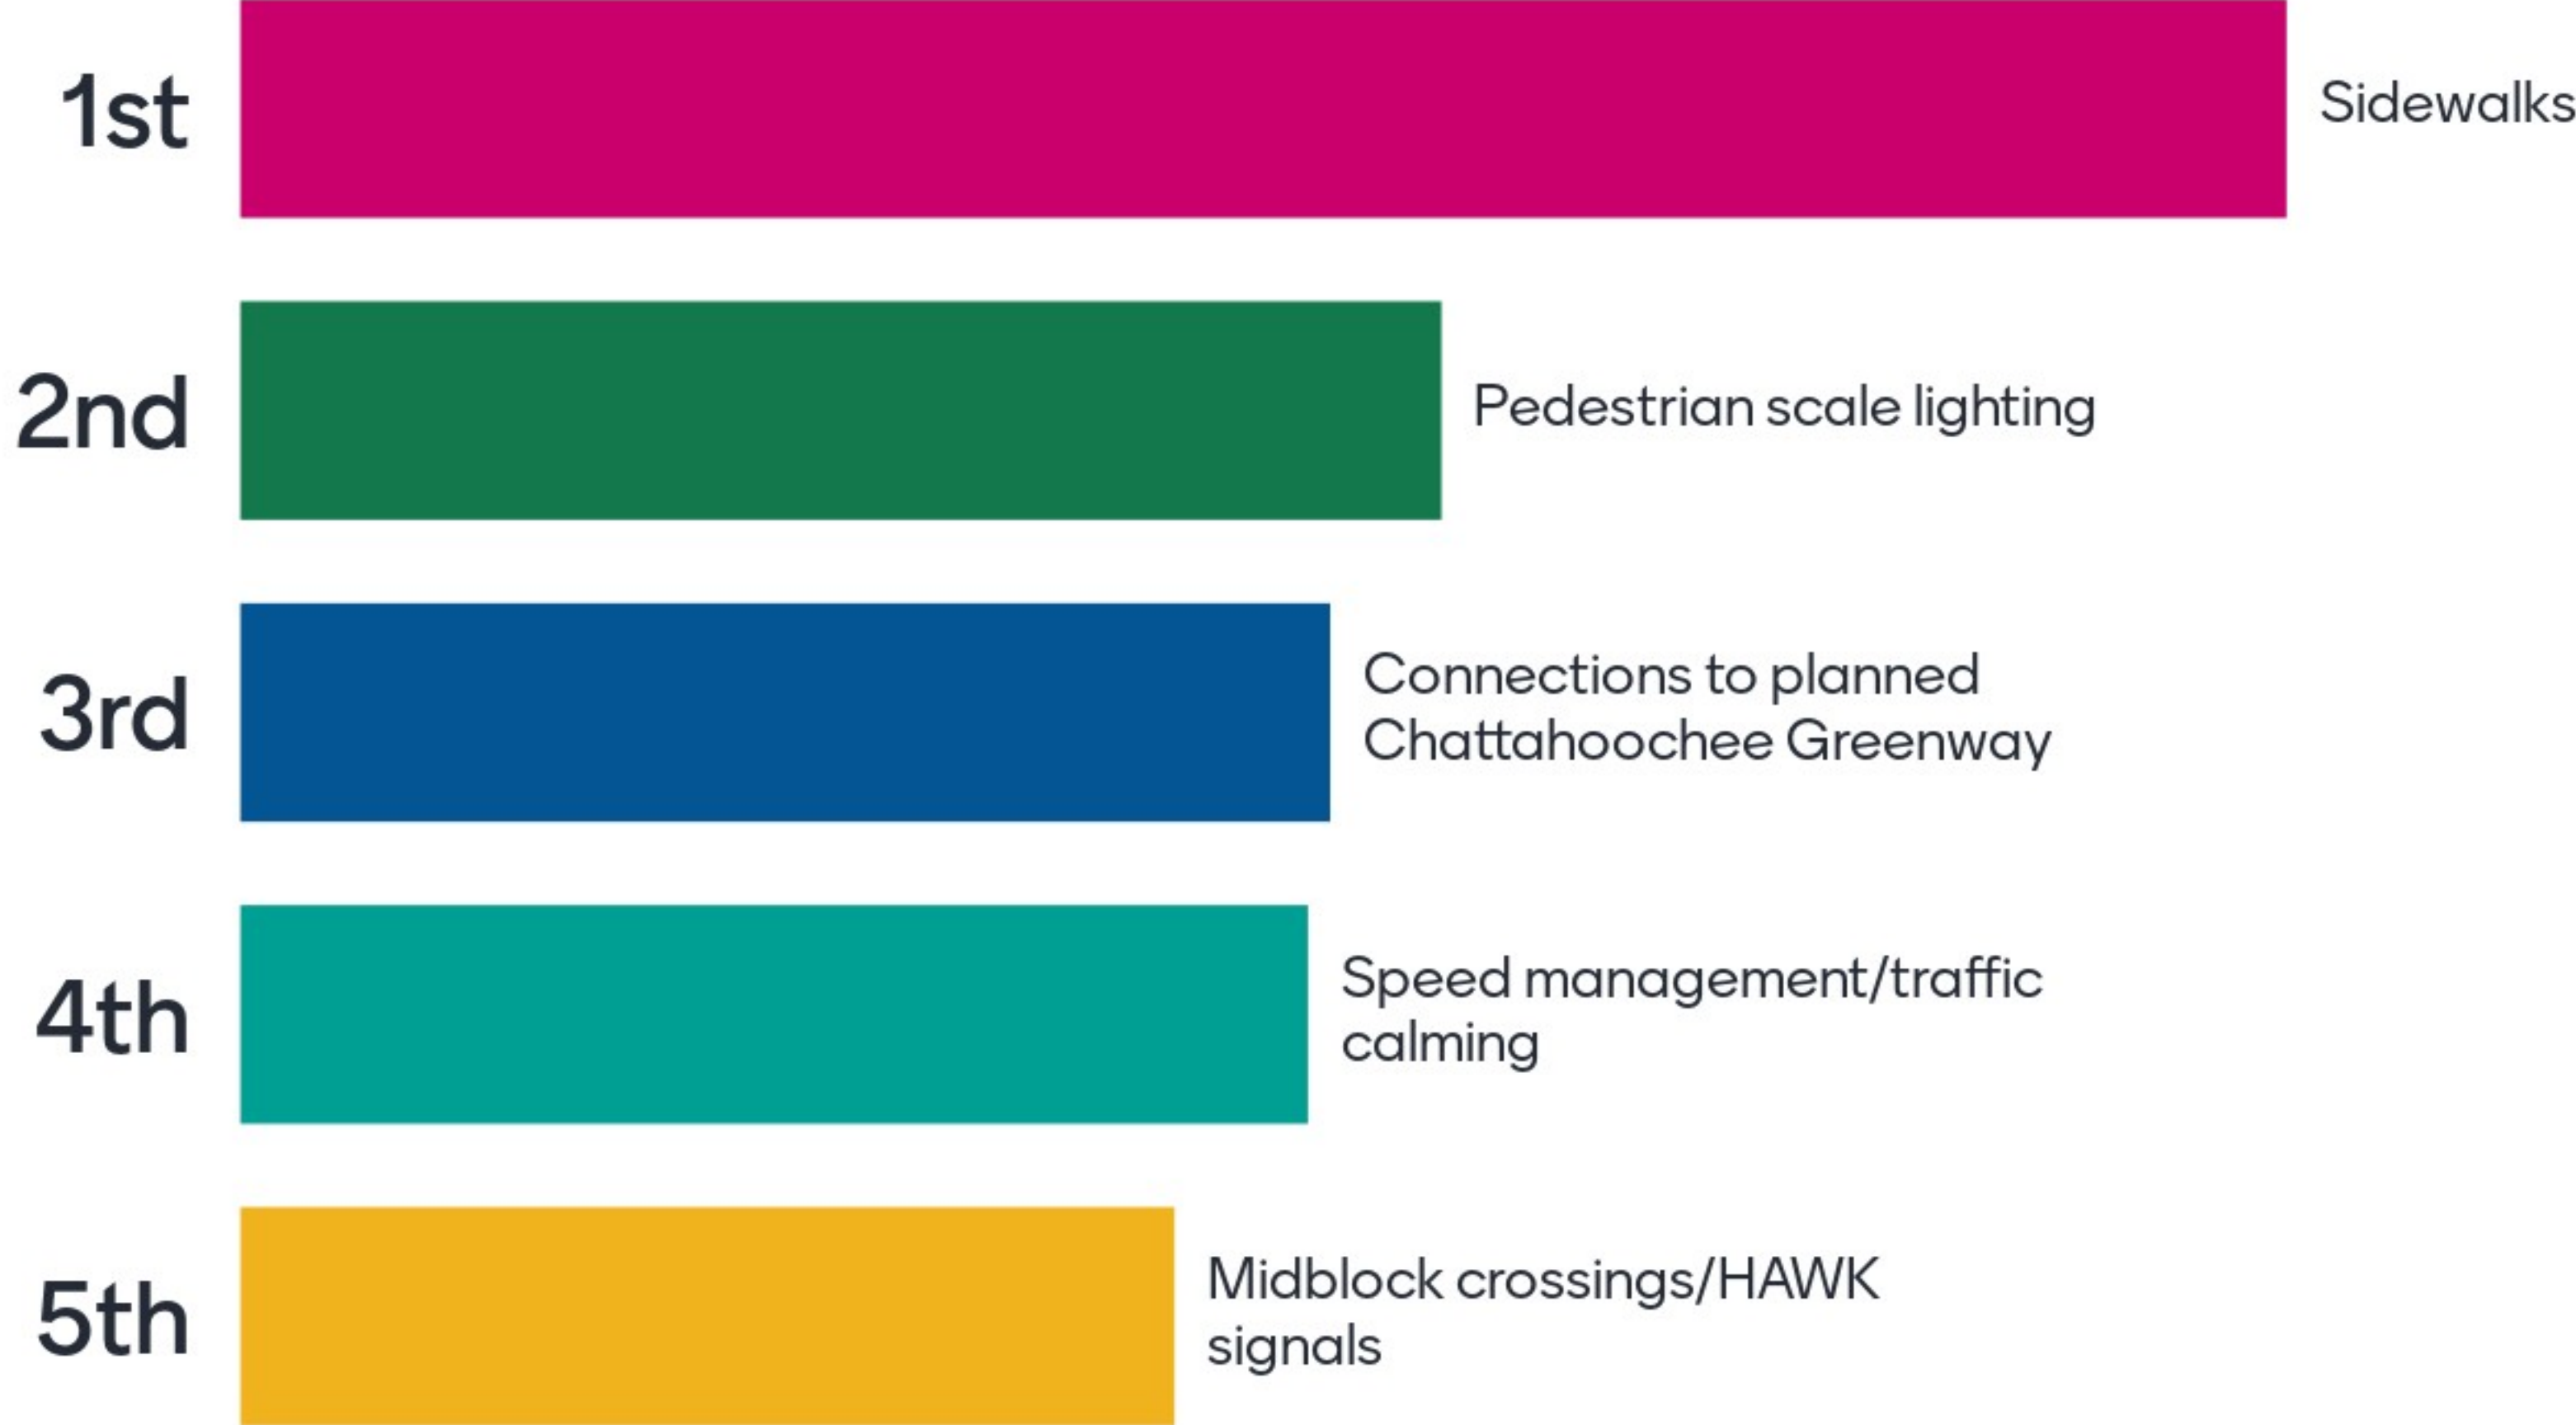 1st
Sidewalks
2nd
Pedestrian scale lighting
3rd
Connections to planned
Chattahoochee Greenway
4th
Speed management/traffic
calming
5th
Midblock crossings/HAWK
signals